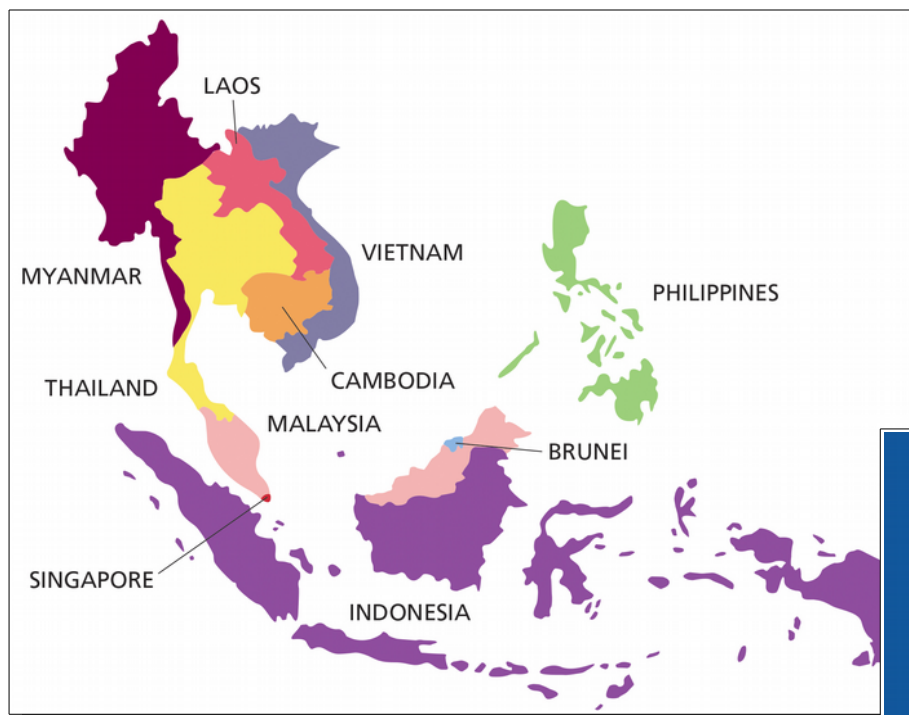 LAOS
VIETNAM
MYANMAR
PHILIPPINES
CAMBODIA
THAILAND
MALAYSIA
BRUNEI
SINGAPORE
INDONESIA